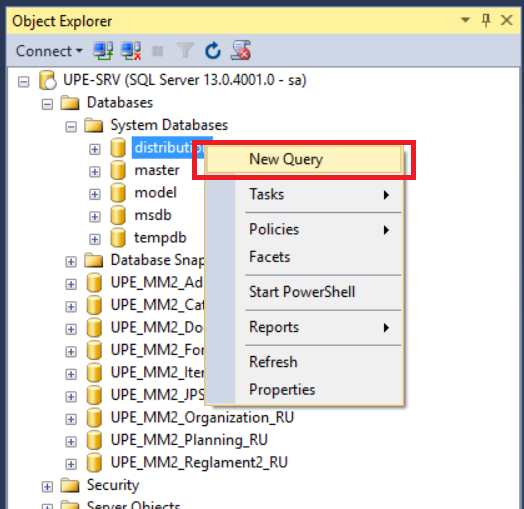 Object Explorer
Connect
UPE-SRV (SQL Server 13.0.4001.0 - sa)
Databases
System Databases
distribution
New Query
master
model
Tasks
msdb
Policies
tempdb
Facets
Database Snap
UPE_MM2_Ad
Start PowerShell
UPE_MM2_Cat
UPE_MM2_Do
Reports
UPE_MM2_For
Refresh
UPE_MM2_Iter
Properties
UPE_MM2_JPS
UPE_MM2_Organization_RU
UPE_MM2_Planning_RU
UPE_MM2_Reglament2_RU
Security
Server Objects